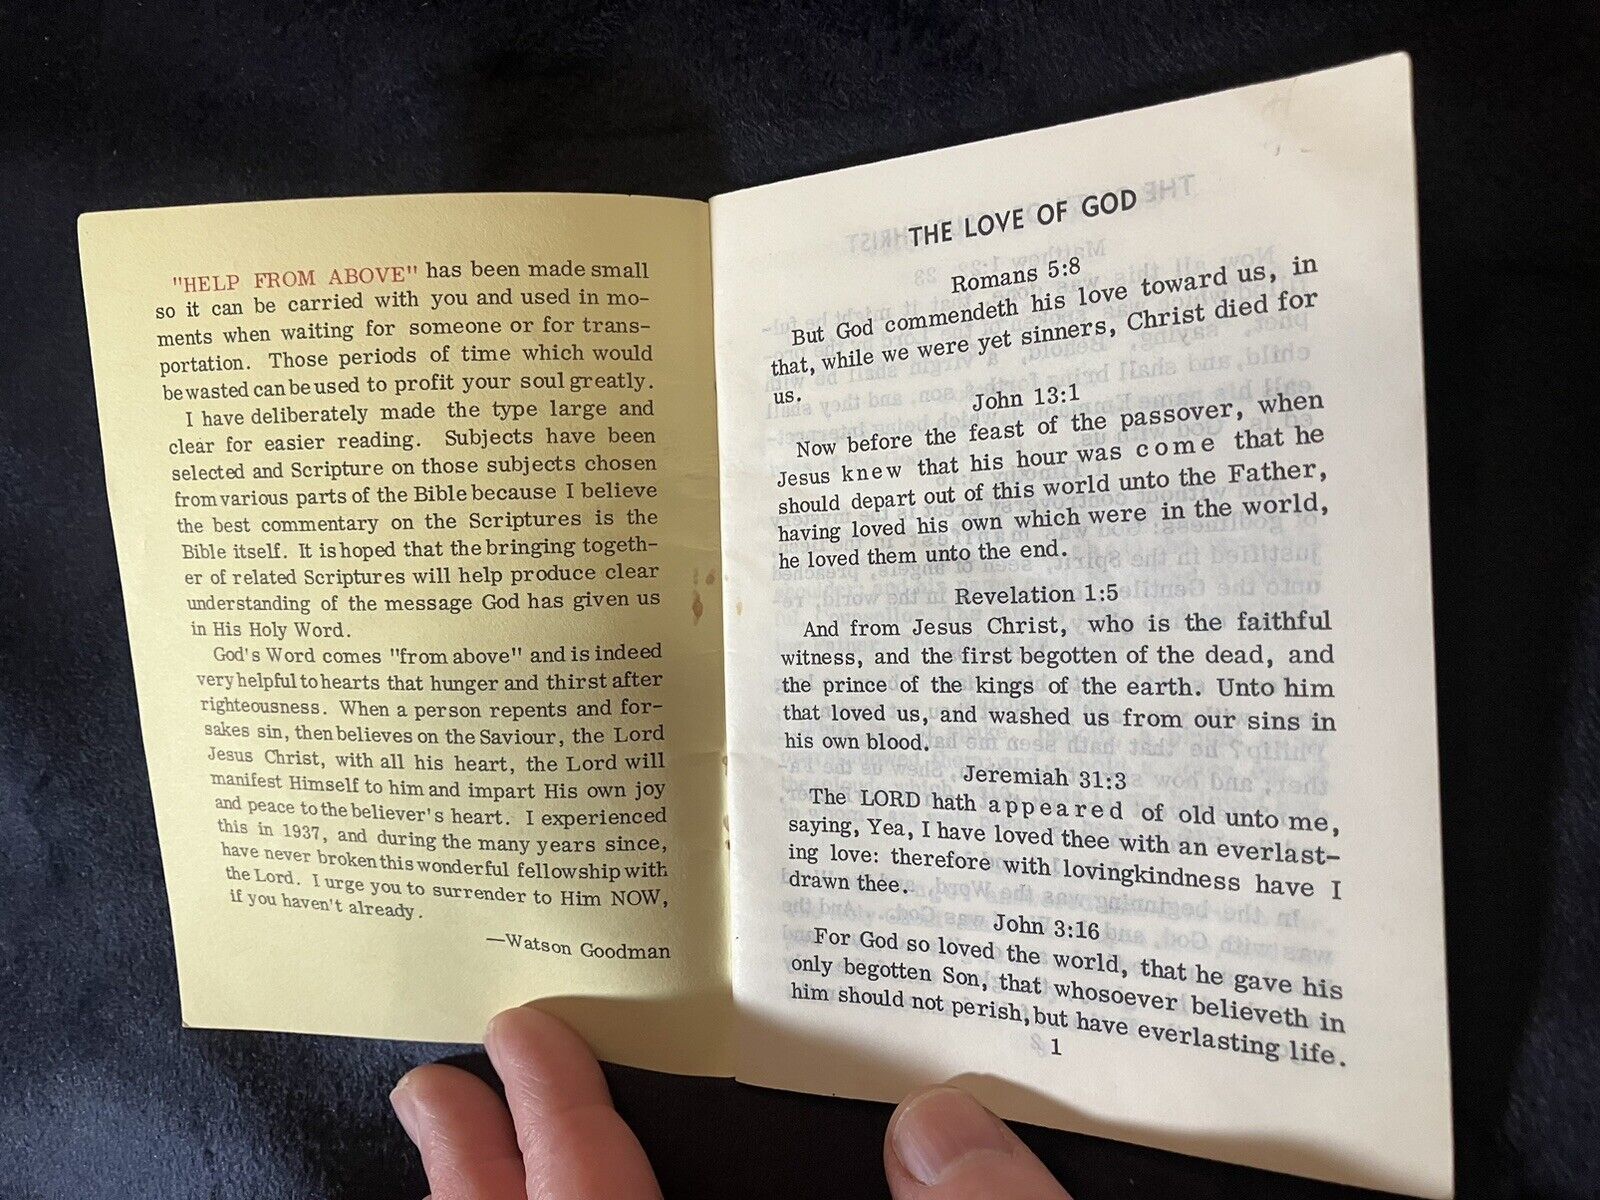 "HELP FROM ABOVE" has been made small
so it can be carried with you and used in mo-
ments when waiting for someone or for trans-
portation. Those periods of time which would
be wasted can be used to profit your soul greatly.
I have deliberately made the type large and
clear for easier reading. Subjects have been
selected and Scripture on those subjects chosen
from various parts of the Bible because I believe
the best commentary on the Scriptures is the
Bible itself. It is hoped that the bringing togeth-
er of related Scriptures will help produce clear
understanding of the message God has given us
in His Holy Word.
God's Word comes "from above" and is indeed
very helpful to hearts that hunger and thirst after
righteousness. When a person repents and for-
sakes sin, then believes on the Saviour, the Lord
Jesus Christ, with all his heart, the Lord will
manifest Himself to him and impart His own joy
and peace to the believer's heart. I experienced
this in 1937, and during the many years since,
have never broken this wonderful fellowship with
the Lord. I urge you to surrender to Him NOW,
if you haven't already.
—Watson Goodman
THE LOVE OF GOD
Romans 5:8
But God commendeth his love toward us, in
that, while we were yet sinners, Christ died for
us.
John 13:1
Now before the feast of the passover, when
Jesus knew that his hour was come that he
should depart out of this world unto the Father,
having loved his own which were in the world,
he loved them unto the end.
Revelation 1:5
And from Jesus Christ, who is the faithful
witness, and the first begotten of the dead, and
the prince of the kings of the earth. Unto him
that loved us, and washed us from our sins in
his own blood.
Jeremiah 31:3
The LORD hath appeared of old unto me,
saying, Yea, I have loved thee with an everlast-
ing love: therefore with lovingkindness have I
drawn thee.
John 3:16
For God so loved the world, that he gave his
only begotten Son, that whosoever believeth in
him should not perish, but have everlasting life.
1